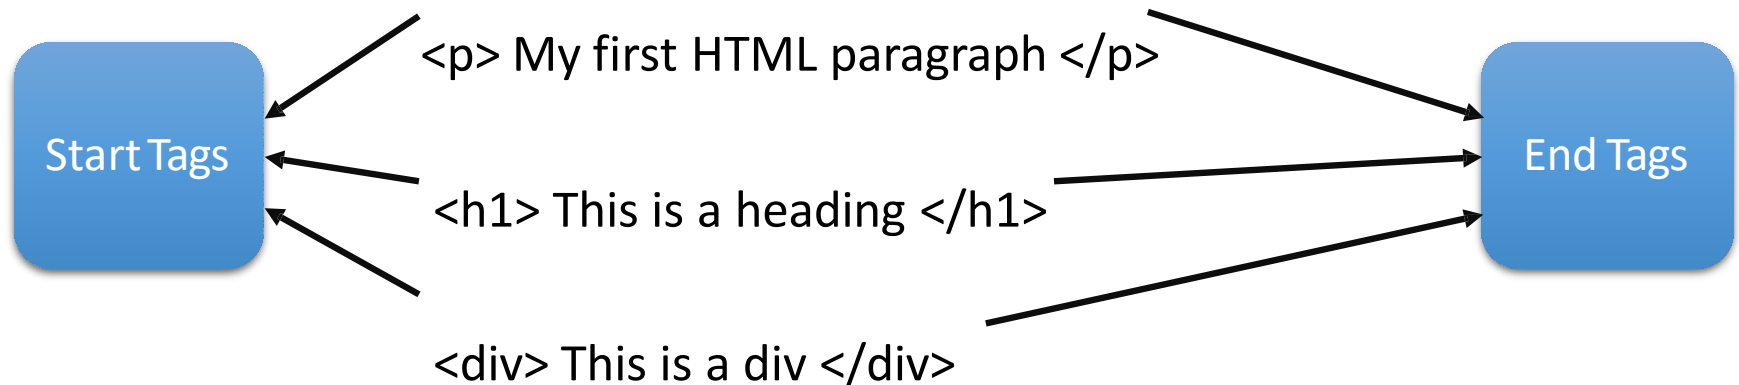 <p> My first HTML paragraph </p>
Start Tags
End Tags
<h1> This is a heading </h1>
<div> This is a div </div>